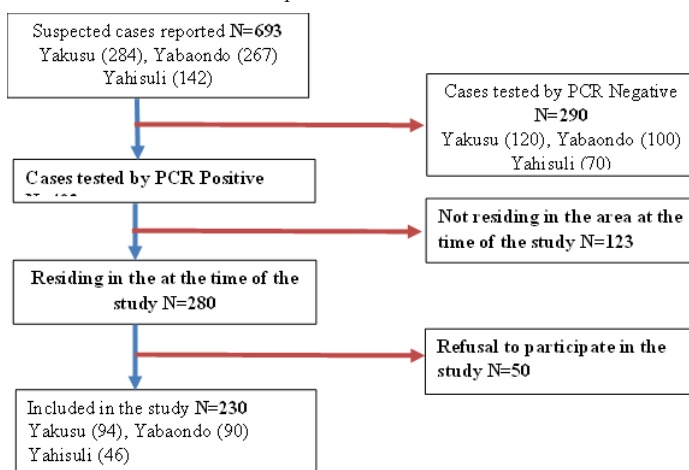 Suspected cases reported N=693
Yakusu (284), Yabaondo (267)
Yahisuli (142)
Cases tested by PCR Negative
N=290
Yakusu (120), Yabaondo (100)
Yahisuli (70)
Cases tested by PCR Positive
Not residing in the area at the
time of the study N=123
Residing in the at the time of the
study N=280
Refusal to participate in the
study N=50
Included in the study N=230
Yakusu (94), Yabaondo (90)
Yahisuli (46)